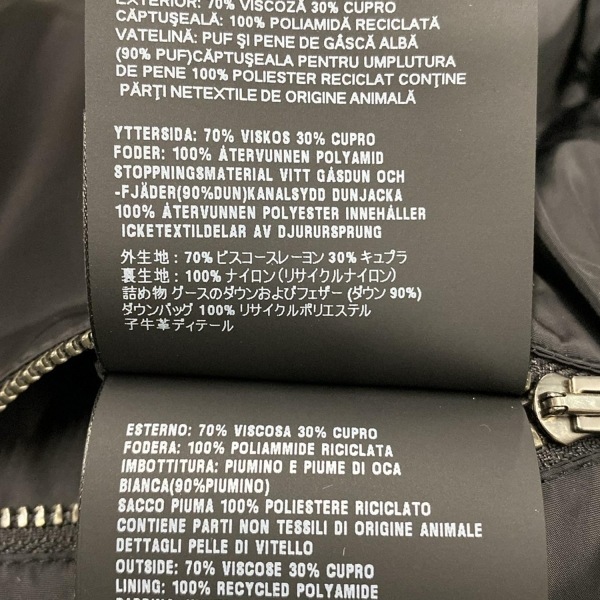 EXTERIOR: 70% VISCOZĂ 30% CUPRO
CĂPTUŞEALĂ: 100% POLIAMIDĂ RECICLATĂ
VATELINĂ: PUF ŞI PENE DE GÂSCĂ ALBĂ
(90% PUF)CĂPTUŞEALA PENTRU UMPLUTURA
DE PENE 100% POLIESTER RECICLAT CONŢINE
PĂRŢI NETEXTILE DE ORIGINE ANIMALĂ
YTTERSIDA: 70% VISKOS 30% CUPRO
FODER: 100% ÅTERVUNNEN POLYAMID
STOPPNINGSMATERIAL VITT GÅSDUN OCH
-FJÄDER(90%DUN)KANALSYDD DUNJACKA
100% ÅTERVUNNEN POLYESTER INNEHÅLLER
ICKETEXTILDELAR AV DJURURSPRUNG
外生地：70% ビスコースレーヨン 30% キュプラ
裏生地：100% ナイロン（リサイクルナイロン）
詰め物 グースのダウンおよびフェザー (ダウン 90%)
ダウンバッグ 100% リサイクルポリエステル
子牛革ディテール
ESTERNO: 70% VISCOSA 30% CUPRO
FODERA: 100% POLIAMMIDE RICICLATA
IMBOTTITURA: PIUMINO E PIUME DI OCA
BIANCA(90%PIUMINO)
SACCO PIUMA 100% POLIESTERE RICICLATO
CONTIENE PARTI NON TESSILI DI ORIGINE ANIMALE
DETTAGLI PELLE DI VITELLO
OUTSIDE: 70% VISCOSE 30% CUPRO
LINING: 100% RECYCLED POLYAMIDE